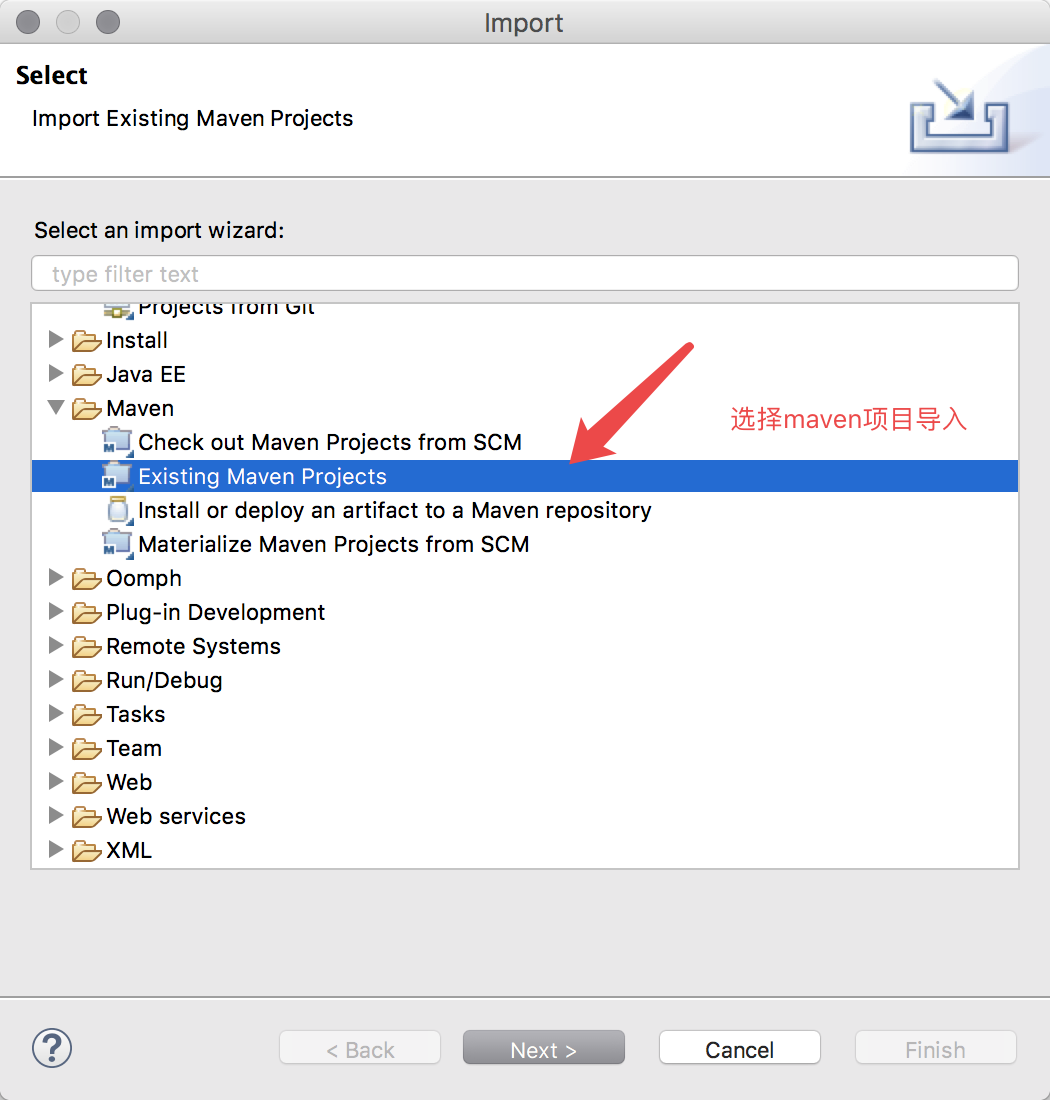 Import
Select
Import Existing Maven Projects
Select an import wizard:
type filter text
Projects from Git
Install
Java EE
Maven
选择maven项目导入
Check out Maven Projects from SCM
Existing Maven Projects
Install or deploy an artifact to a Maven repository
Materialize Maven Projects from SCM
Oomph
Plug-in Development
Remote Systems
Run/Debug
Tasks
Team
Web
Web services
XML
? < Back Next > Cancel Finish